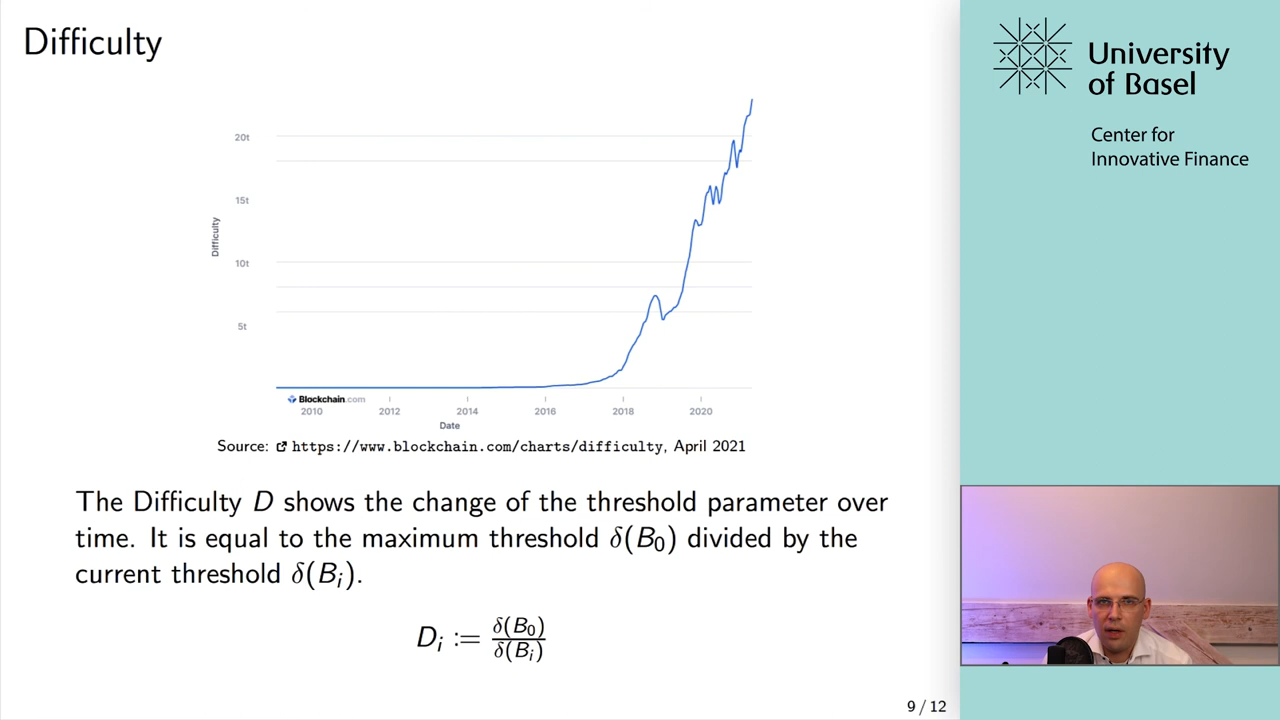 Difficulty
University
of Basel
Center for
Innovative Finance
20t
15t
10t
5t
Difficulty
Blockchain.com
2010 2012 2014 2016 2018 2020
Date
Source: https://www.blockchain.com/charts/difficulty, April 2021
The Difficulty D shows the change of the threshold parameter over
time. It is equal to the maximum threshold δ(B₀) divided by the
current threshold δ(Bᵢ).
Dᵢ := δ(B₀) / δ(Bᵢ)
9 / 12